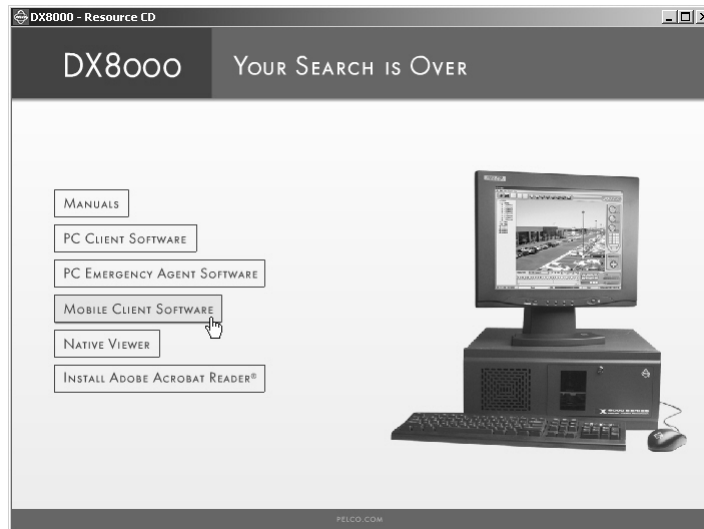 DX8000 - Resource CD
DX8000
YOUR SEARCH IS OVER
MANUALS
PC CLIENT SOFTWARE
PC EMERGENCY AGENT SOFTWARE
MOBILE CLIENT SOFTWARE
NATIVE VIEWER
INSTALL ADOBE ACROBAT READER®
PELCO.COM